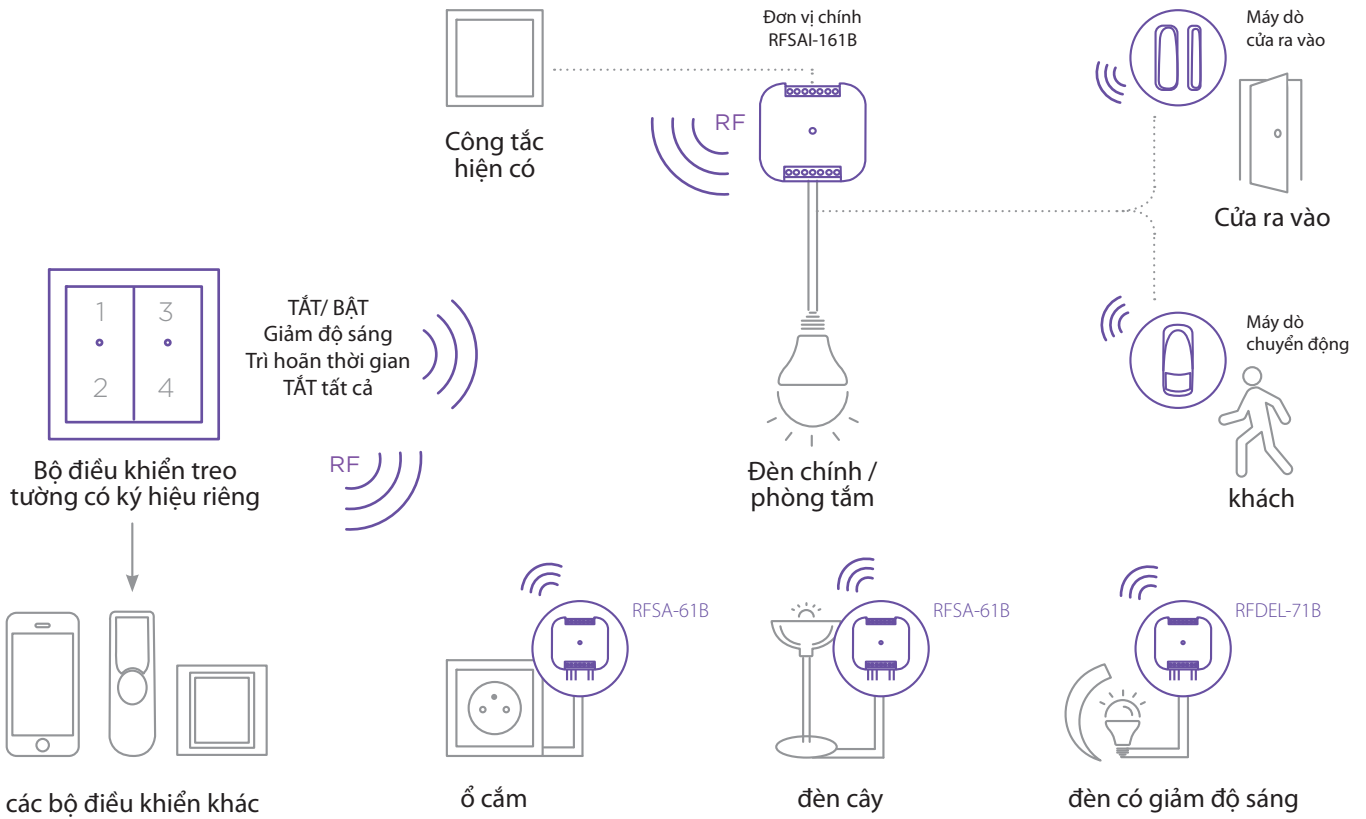 Đơn vị chính
RFSAI-161B
Máy dò
cửa ra vào
RF
Công tắc
hiện có
Cửa ra vào
1
3
2
4
TẮT/ BẬT
Giảm độ sáng
Trì hoãn thời gian
TẮT tất cả
Máy dò
chuyển động
Bộ điều khiển treo
tường có ký hiệu riêng
RF
Đèn chính /
phòng tắm
khách
RFSA-61B
RFSA-61B
RFDEL-71B
các bộ điều khiển khác
ổ cắm
đèn cây
đèn có giảm độ sáng